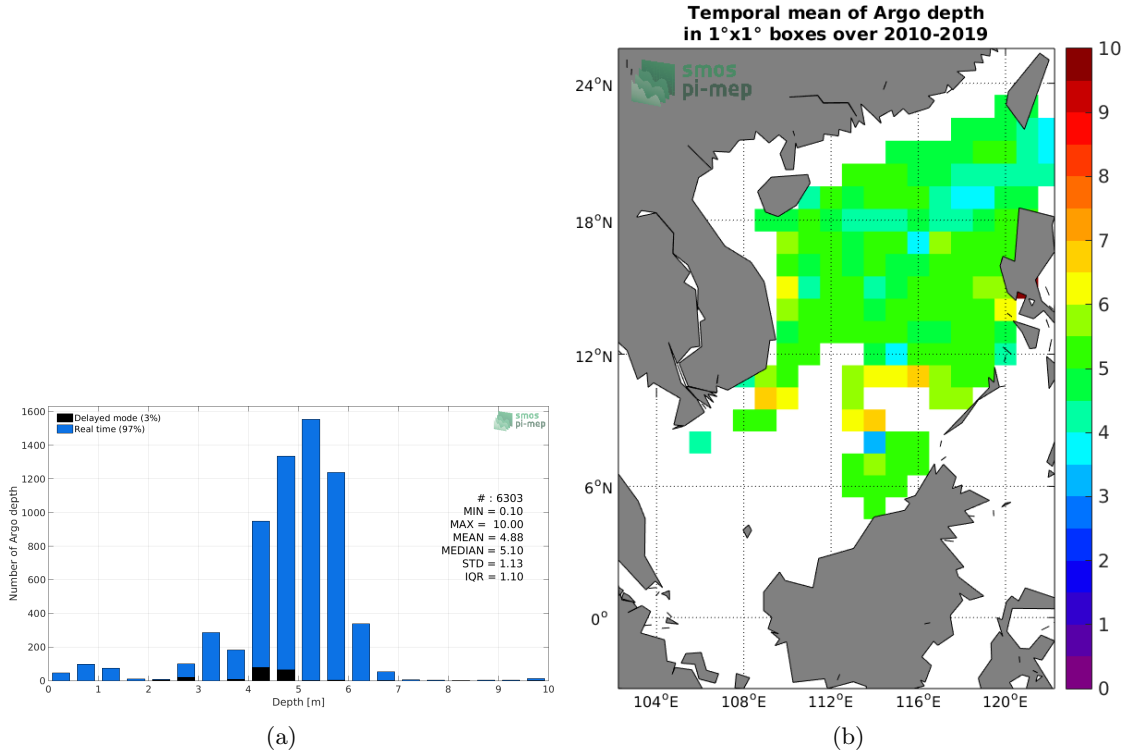 Delayed mode (3%)
Real time (97%)
smos
pi-mep
# : 6303
MIN = 0.10
MAX = 10.00
MEAN = 4.88
MEDIAN = 5.10
STD = 1.13
IQR = 1.10
Number of Argo depth
1600
1400
1200
1000
800
600
400
200
0
0 1 2 3 4 5 6 7 8 9 10
Depth [m]
(a)
Temporal mean of Argo depth
in 1°x1° boxes over 2010-2019
smos
pi-mep
24°N
18°N
12°N
6°N
0°
104°E 108°E 112°E 116°E 120°E
10
9
8
7
6
5
4
3
2
1
0
(b)